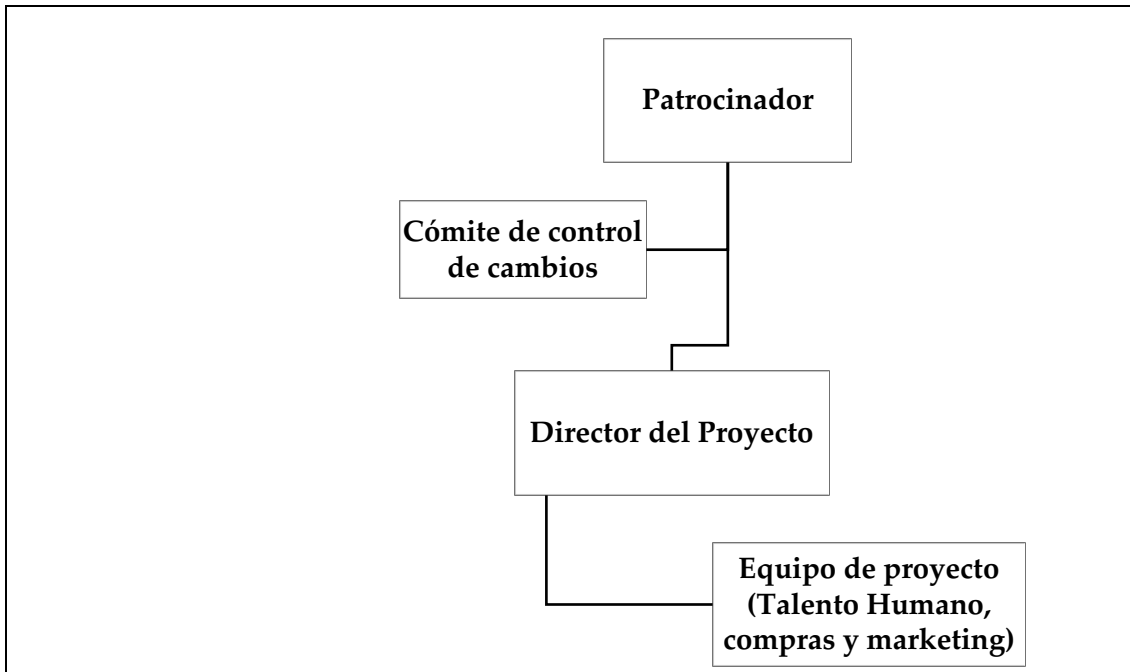 Patrocinador
Cómite de control
de cambios
Director del Proyecto
Equipo de proyecto
(Talento Humano,
compras y marketing)